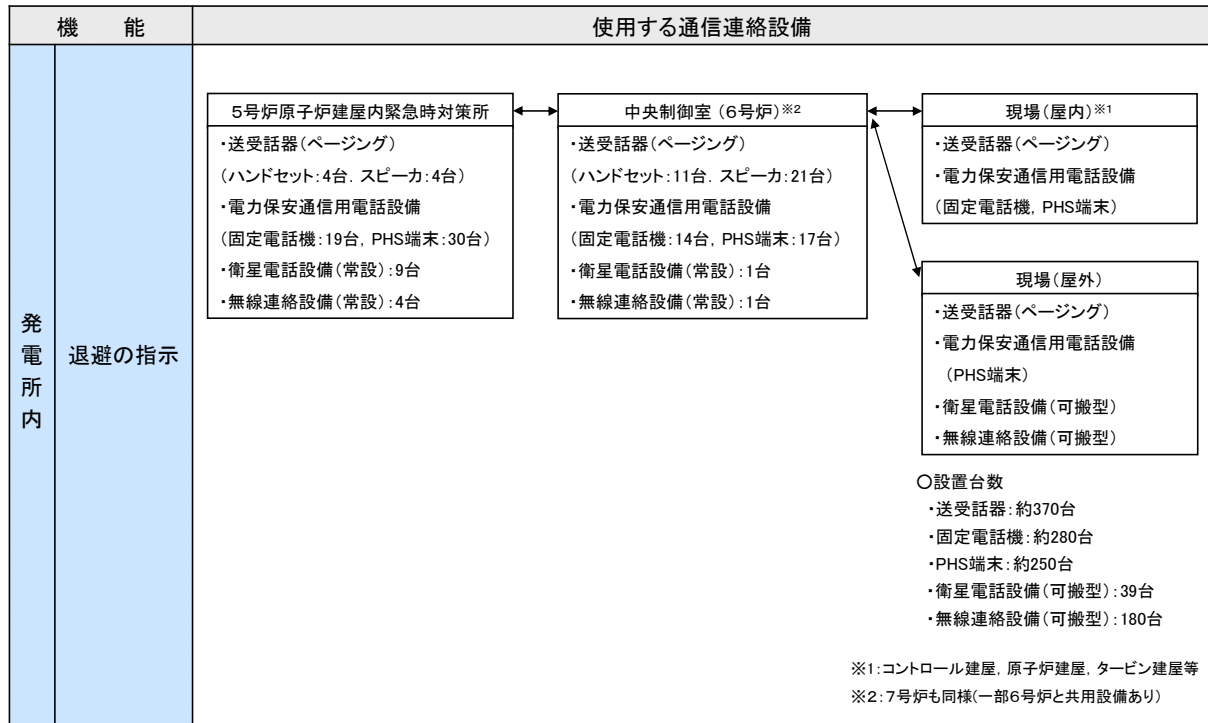 機　能
使用する通信連絡設備
発電所内
退避の指示
５号炉原子炉建屋内緊急時対策所
・送受話器（ページング）
（ハンドセット：4台．スピーカ：4台）
・電力保安通信用電話設備
（固定電話機：19台，PHS端末：30台）
・衛星電話設備（常設）：9台
・無線連絡設備（常設）：4台
中央制御室（６号炉）※2
・送受話器（ページング）
（ハンドセット：11台．スピーカ：21台）
・電力保安通信用電話設備
（固定電話機：14台，PHS端末：17台）
・衛星電話設備（常設）：1台
・無線連絡設備（常設）：1台
現場（屋内）※1
・送受話器（ページング）
・電力保安通信用電話設備
（固定電話機，PHS端末）
現場（屋外）
・送受話器（ページング）
・電力保安通信用電話設備
（PHS端末）
・衛星電話設備（可搬型）
・無線連絡設備（可搬型）
○設置台数
・送受話器：約370台
・固定電話機：約280台
・PHS端末：約250台
・衛星電話設備（可搬型）：39台
・無線連絡設備（可搬型）：180台
※1：コントロール建屋，原子炉建屋，タービン建屋等
※２：７号炉も同様（一部６号炉と共用設備あり）